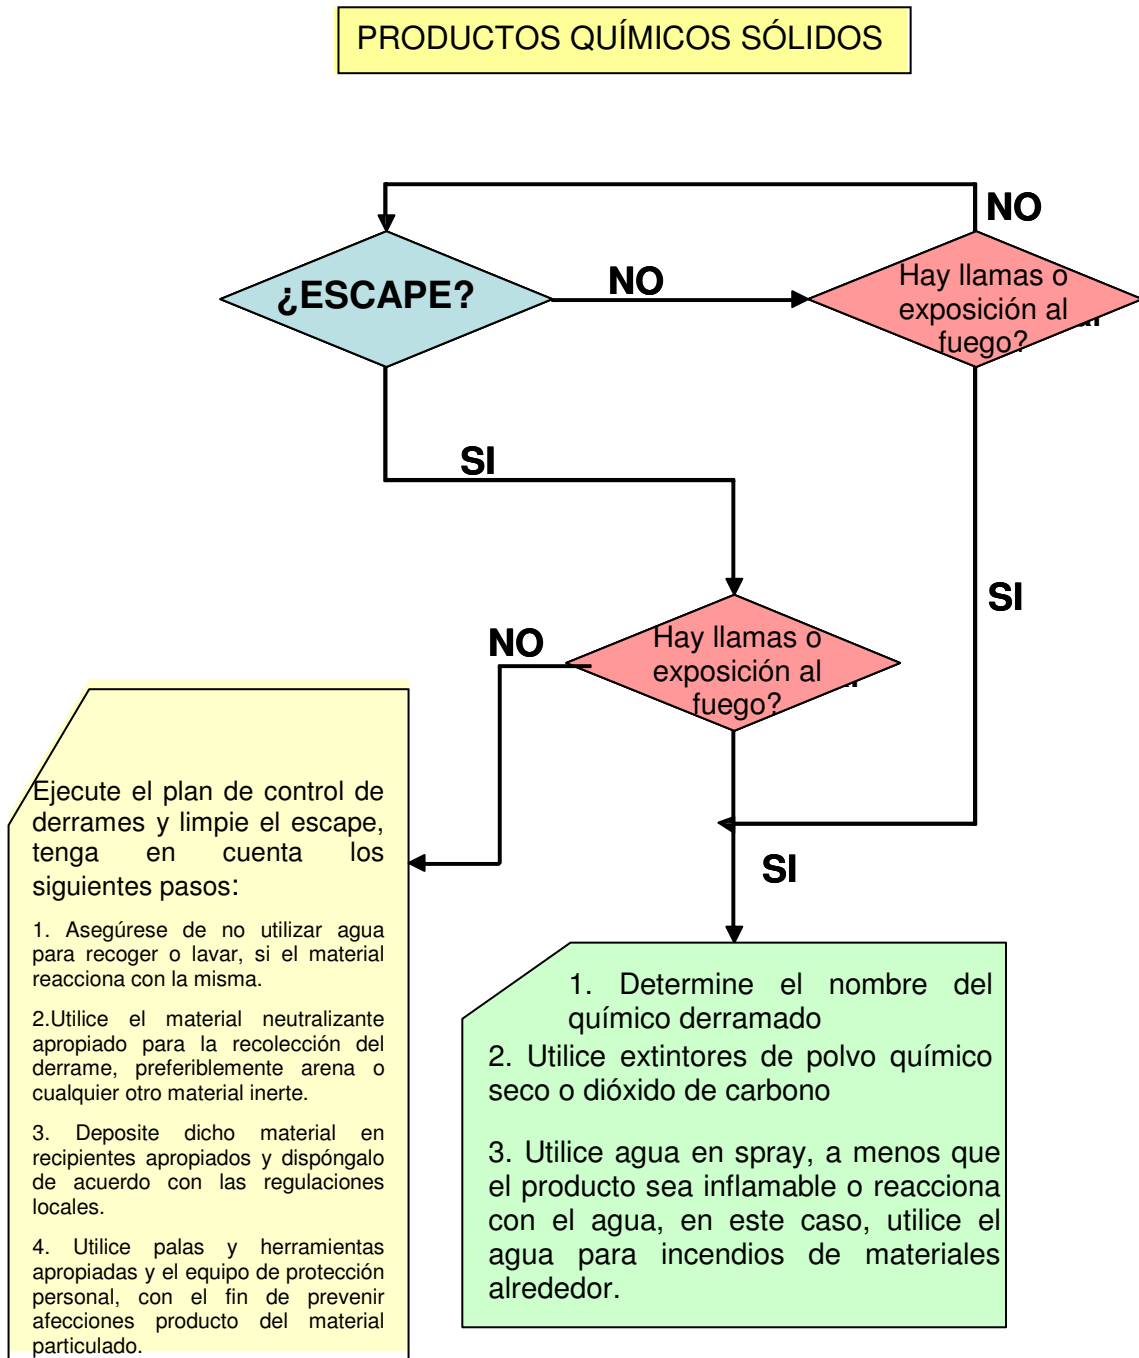 PRODUCTOS QUÍMICOS SÓLIDOS
NO
¿ESCAPE?
NO
Hay llamas o
exposición al
fuego?
SI
SI
NO
Hay llamas o
exposición al
fuego?
SI
Ejecute el plan de control de
derrames y limpie el escape,
tenga en cuenta los
siguientes pasos:
1. Asegúrese de no utilizar agua
para recoger o lavar, si el material
reacciona con la misma.
2.Utilice el material neutralizante
apropiado para la recolección del
derrame, preferiblemente arena o
cualquier otro material inerte.
3. Deposite dicho material en
recipientes apropiados y dispóngalo
de acuerdo con las regulaciones
locales.
4. Utilice palas y herramientas
apropiadas y el equipo de protección
personal, con el fin de prevenir
afecciones producto del material
particulado.
1. Determine el nombre del
químico derramado
2. Utilice extintores de polvo químico
seco o dióxido de carbono
3. Utilice agua en spray, a menos que
el producto sea inflamable o reacciona
con el agua, en este caso, utilice el
agua para incendios de materiales
alrededor.